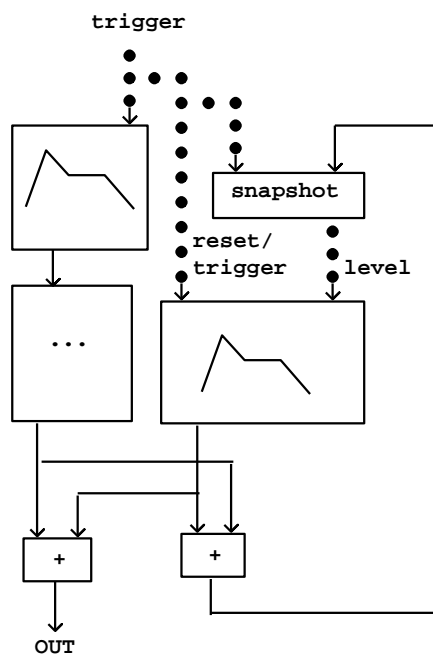 trigger
snapshot
reset/
trigger
level
...
+
+
OUT